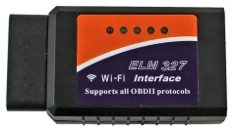 ELM 327
Wi-Fi Interface
Supports all OBDII protocols